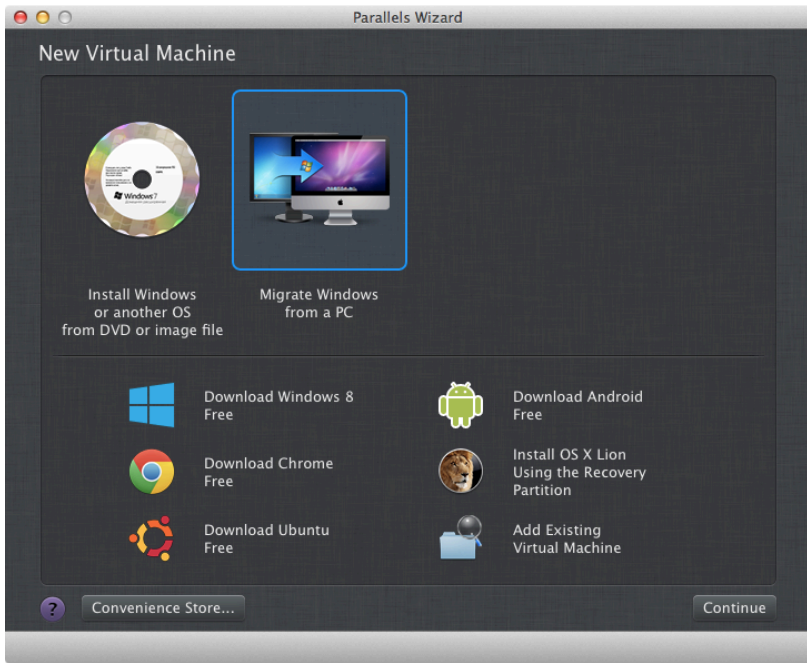 Parallels Wizard
New Virtual Machine
Windows 7
Install Windows
or another OS
from DVD or image file
Migrate Windows
from a PC
Download Windows 8
Free
Download Android
Free
Download Chrome
Free
Install OS X Lion
Using the Recovery
Partition
Download Ubuntu
Free
Add Existing
Virtual Machine
?
Convenience Store...
Continue